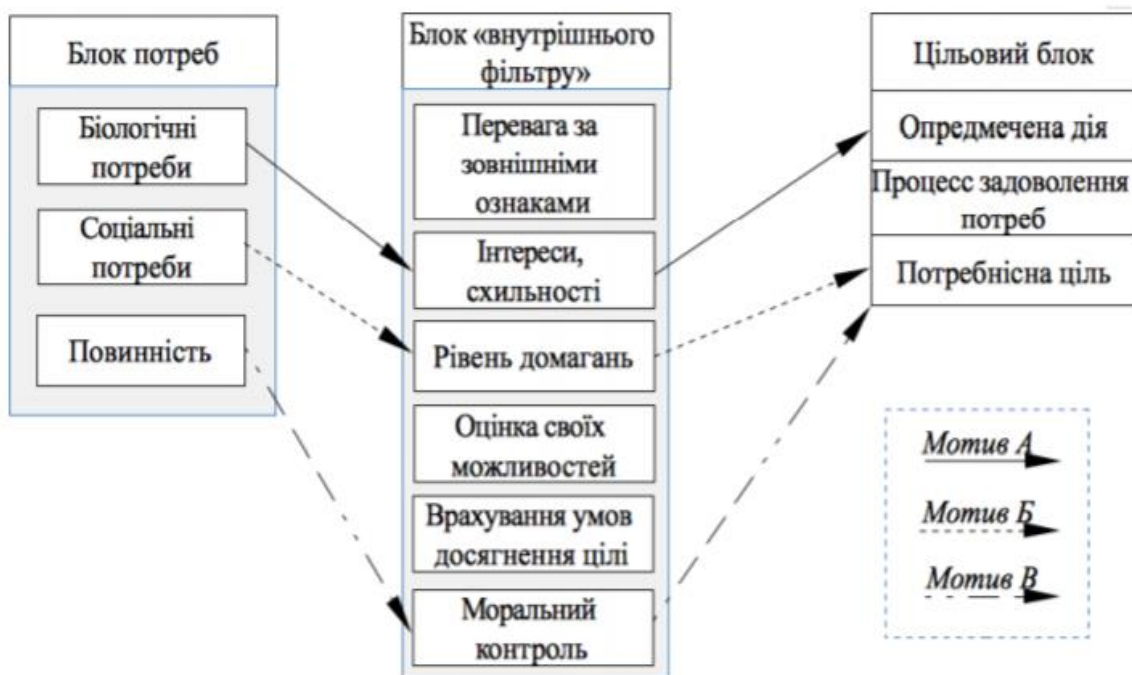 Блок потреб
Біологічні
потреби
Соціальні
потреби
Повинність
Блок «внутрішнього
фільтру»
Перевага за
зовнішніми
ознаками
Інтереси,
схильності
Рівень домагань
Оцінка своїх
можливостей
Врахування умов
досягнення цілі
Моральний
контроль
Цільовий блок
Опредмечена дія
Процесс задоволення
потреб
Потребнісна ціль
Мотив А
Мотив Б
Мотив В